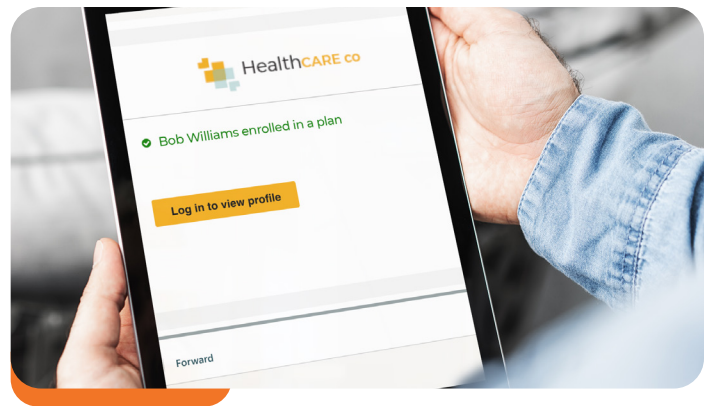 HealthCARE co
Bob Williams enrolled in a plan
Log in to view profile
Forward